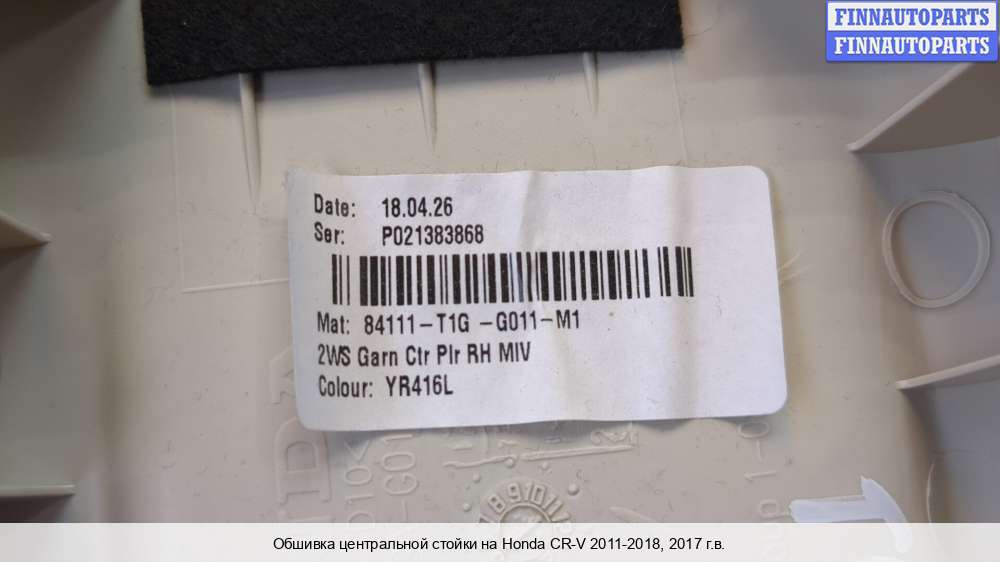 FINNAUTOPARTS
FINNAUTOPARTS
Date: 18.04.26
Ser: P021383868
Mat: 84111-T1G -G011-M1
2WS Garn Ctr Plr RH MIV
Colour: YR416L
Обшивка центральной стойки на Honda CR-V 2011-2018, 2017 г.в.